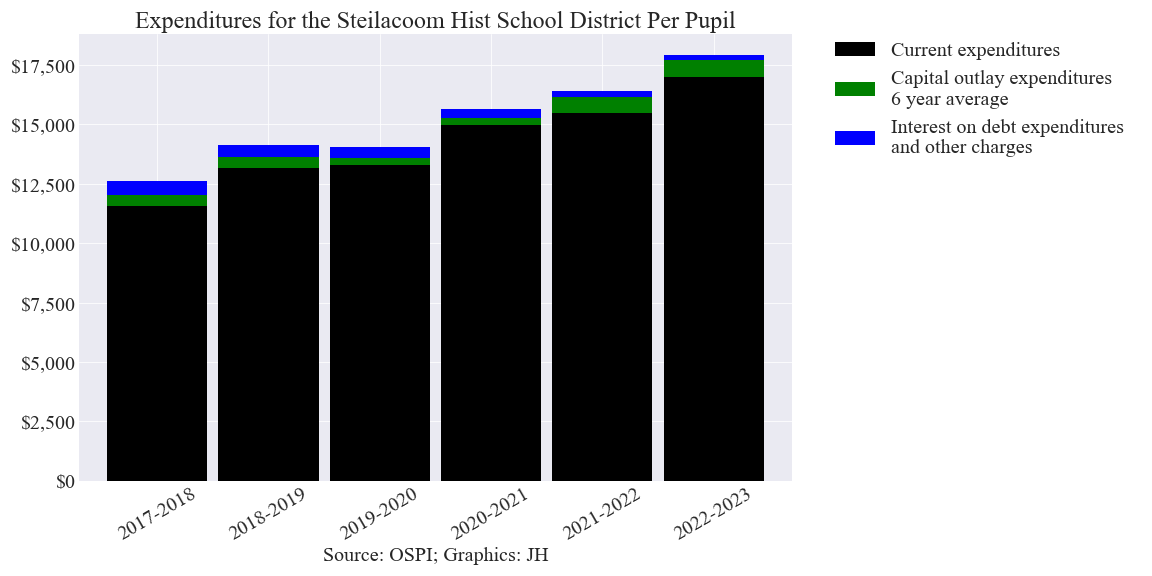 Expenditures for the Steilacoom Hist School District Per Pupil
$17,500
$15,000
$12,500
$10,000
$7,500
$5,000
$2,500
$0
2017-2018
2018-2019
2019-2020
2020-2021
2021-2022
2022-2023
Source: OSPI; Graphics: JH
Current expenditures
Capital outlay expenditures
6 year average
Interest on debt expenditures
and other charges